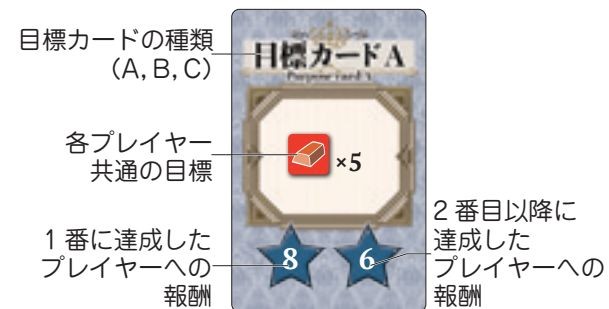 目標カードの種類
（A, B, C）
目標カード A
Purpose Card A
各プレイヤー
共通の目標
×5
1 番に達成した
プレイヤーへの
報酬
8
6
2 番目以降に
達成した
プレイヤーへの
報酬